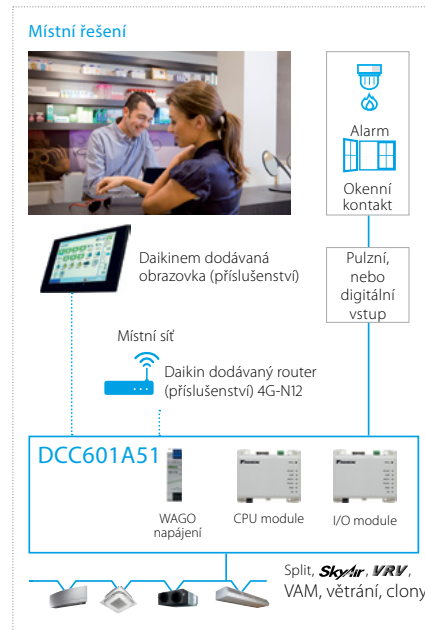 Místní řešení
Alarm
Okenní
kontakt
Daikinem dodávaná
obrazovka (příslušenství)
Pulzní,
nebo
digitální
vstup
Místní síť
Daikin dodávaný router
(příslušenství) 4G-N12
DCC601A51
WAGO
napájení
CPU module
I/O module
Split, SkyAir, VRV,
VAM, větrání, clony